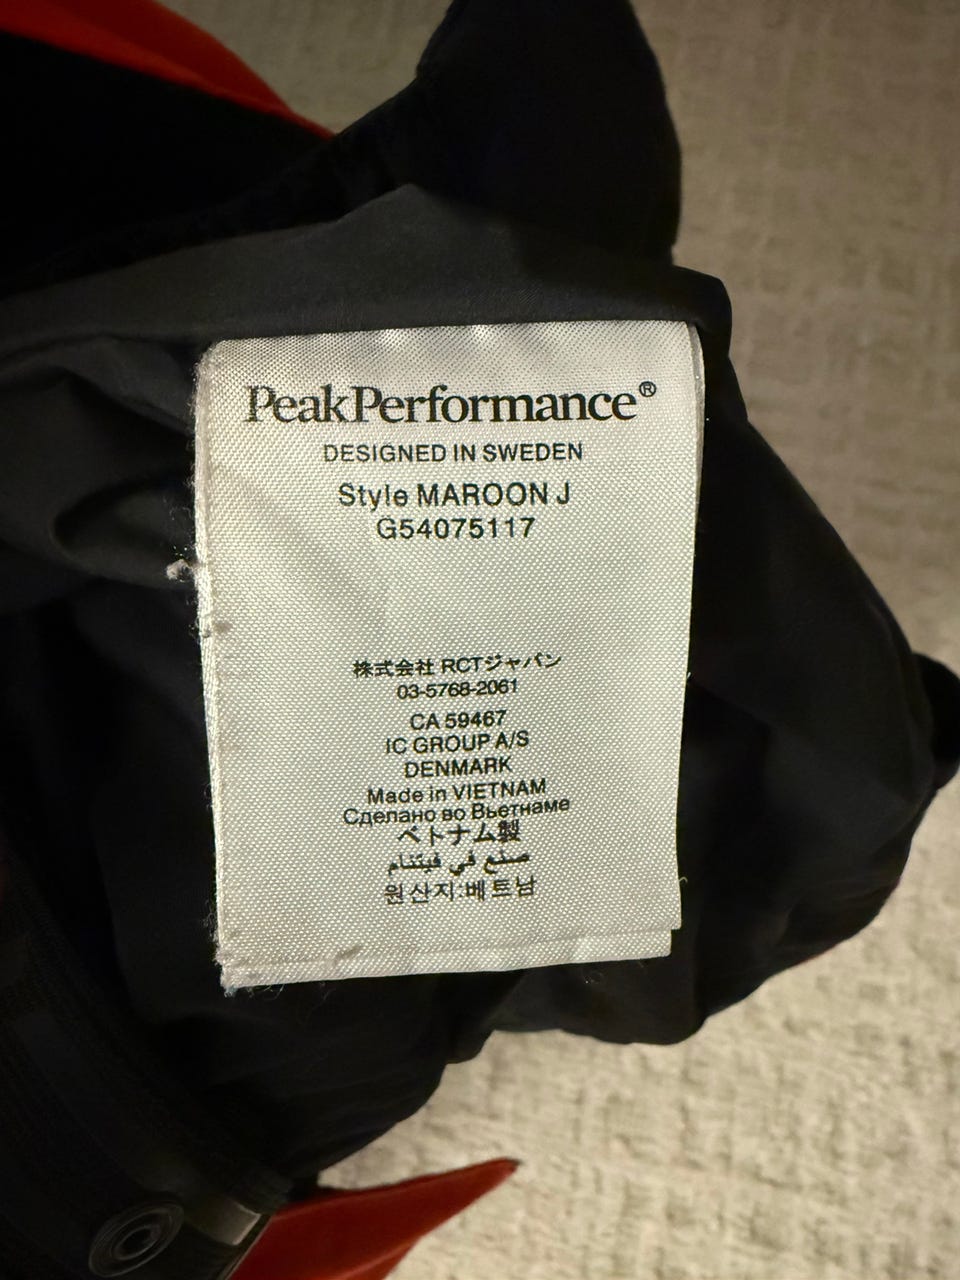 PeakPerformance®
DESIGNED IN SWEDEN
Style MAROON J
G54075117
株式会社 RCTジャパン
03-5768-2061
CA 59467
IC GROUP A/S
DENMARK
Made in VIETNAM
Сделано во Вьетнаме
ベトナム製
صنع في فيتنام
원산지:베트남